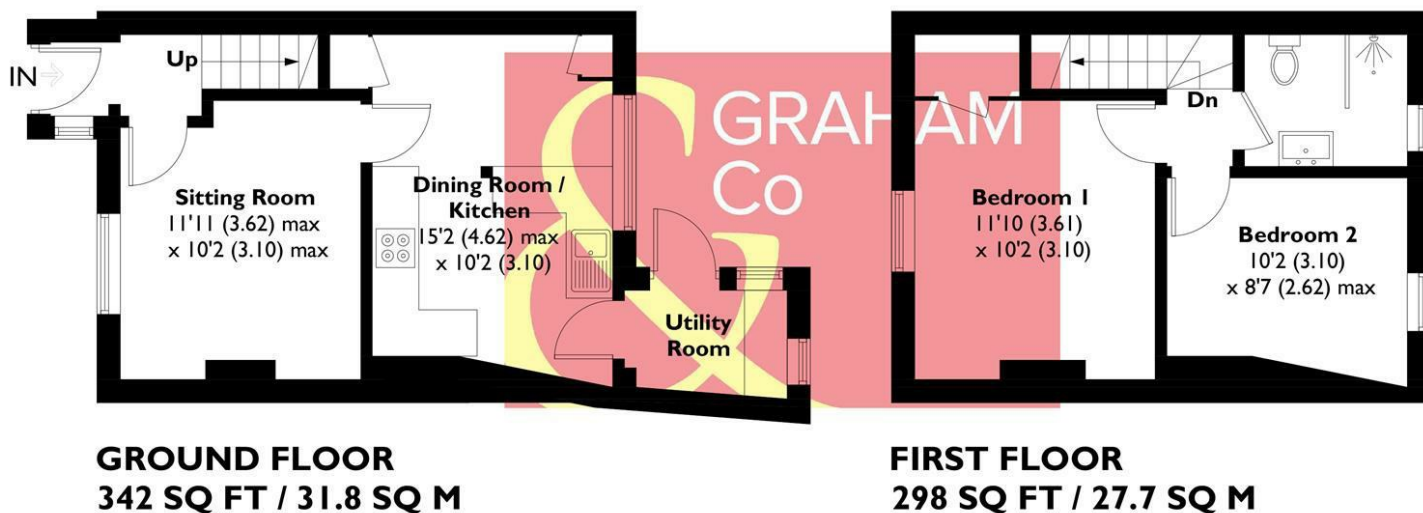 IN
Up
Sitting Room
11'11 (3.62) max
x 10'2 (3.10) max
Dining Room /
Kitchen
15'2 (4.62) max
x 10'2 (3.10)
Utility
Room
&
GRAHAM
Co
Dn
Bedroom 1
11'10 (3.61)
x 10'2 (3.10)
Bedroom 2
10'2 (3.10)
x 8'7 (2.62) max
GROUND FLOOR
342 SQ FT / 31.8 SQ M
FIRST FLOOR
298 SQ FT / 27.7 SQ M